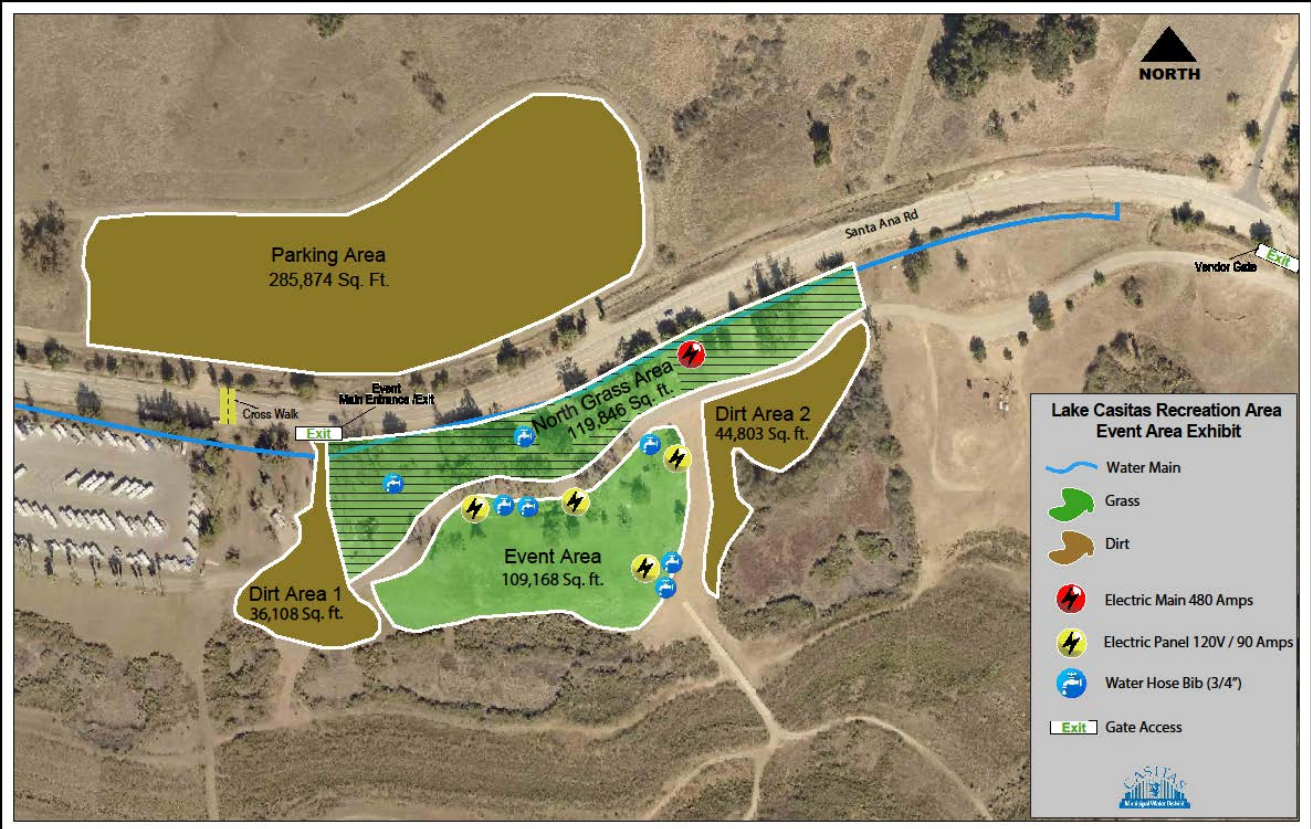 NORTH
Parking Area
285,874 Sq. Ft.
Santa Ana Rd
Exit
Vendor Gate
Event
Main Entrance /Exit
Cross Walk
Exit
North Grass Area
119,846 Sq. ft.
Dirt Area 2
44,803 Sq. ft.
Event Area
109,168 Sq. ft.
Dirt Area 1
36,108 Sq. ft.
Lake Casitas Recreation Area
Event Area Exhibit
Water Main
Grass
Dirt
Electric Main 480 Amps
Electric Panel 120V / 90 Amps
Water Hose Bib (3/4")
Exit Gate Access
CASITAS
Municipal Water District